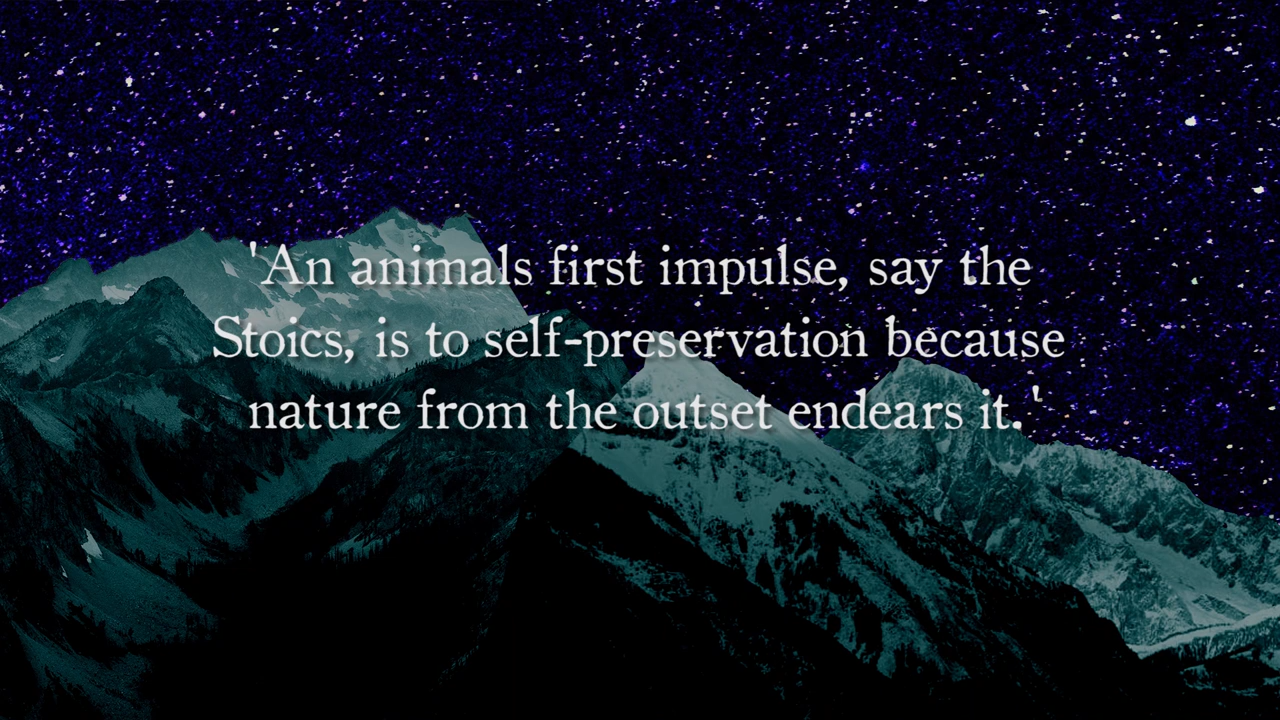 'An animals first impulse, say the
Stoics, is to self-preservation because
nature from the outset endears it.'